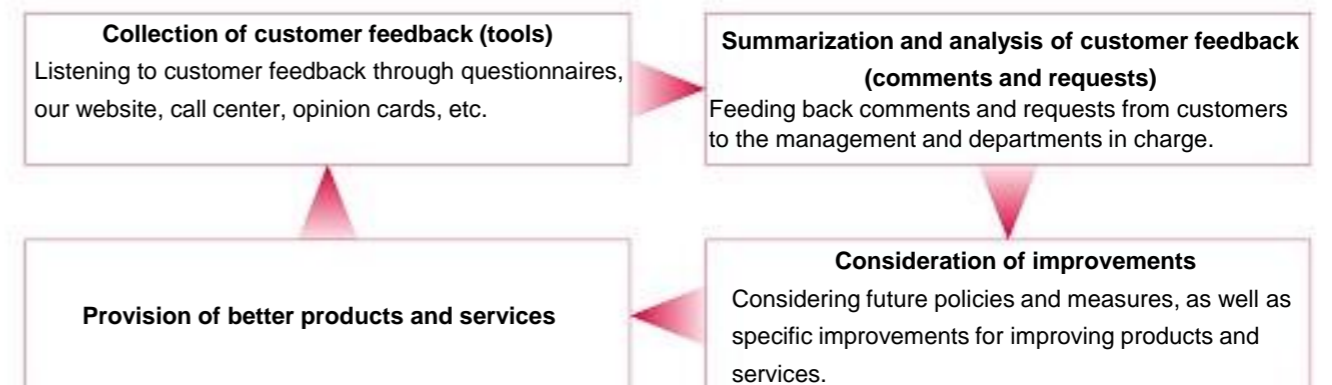 Collection of customer feedback (tools)
Listening to customer feedback through questionnaires,
our website, call center, opinion cards, etc.
Summarization and analysis of customer feedback
(comments and requests)
Feeding back comments and requests from customers
to the management and departments in charge.
Consideration of improvements
Considering future policies and measures, as well as
specific improvements for improving products and
services.
Provision of better products and services